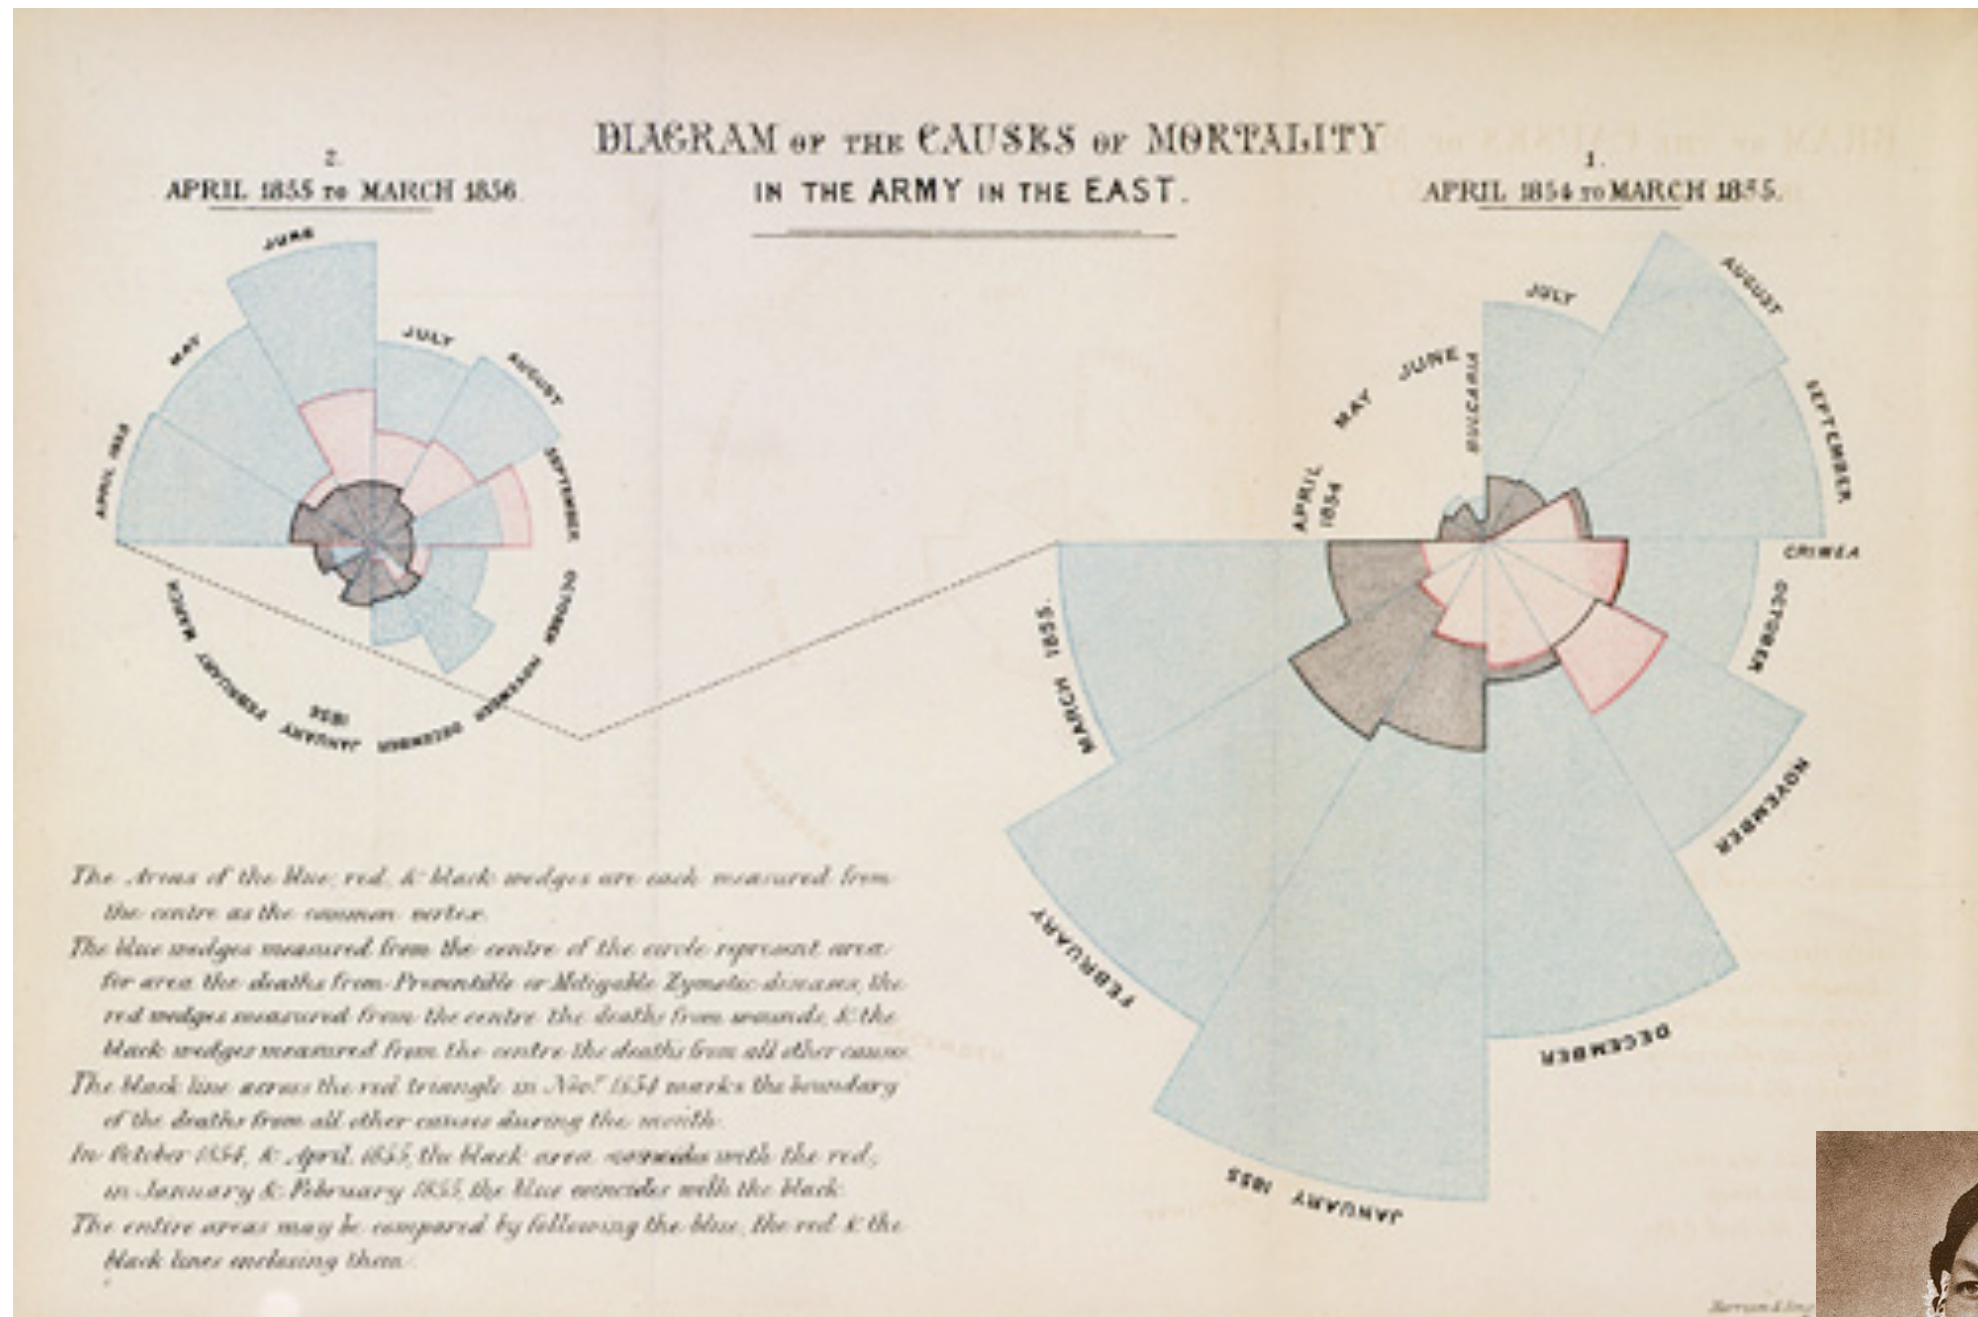 DIAGRAM OF THE CAUSES OF MORTALITY
IN THE ARMY IN THE EAST.
2.
APRIL 1855 TO MARCH 1856.
1.
APRIL 1854 TO MARCH 1855.
APRIL 1855
MAY
JUNE
JULY
AUGUST
SEPTEMBER
OCTOBER
NOVEMBER
DECEMBER
JANUARY
1856
FEBRUARY
MARCH
APRIL
1854
MAY
JUNE
BULGARIA
JULY
AUGUST
SEPTEMBER
CRIMEA
OCTOBER
NOVEMBER
DECEMBER
JANUARY 1855
FEBRUARY
MARCH 1855.
The Areas of the blue, red, & black wedges are each measured from
the centre as the common vertex.
The blue wedges measured from the centre of the circle represent area
for area the deaths from Preventible or Mitigable Zymotic diseases, the
red wedges measured from the centre the deaths from wounds, & the
black wedges measured from the centre the deaths from all other causes.
The black line across the red triangle in Novr. 1854 marks the boundary
of the deaths from all other causes during the month.
In October 1854, & April, 1855, the black area coincides with the red,
in January & February 1855, the blue coincides with the black.
The entire areas may be compared by following the blue, the red & the
black lines enclosing them.